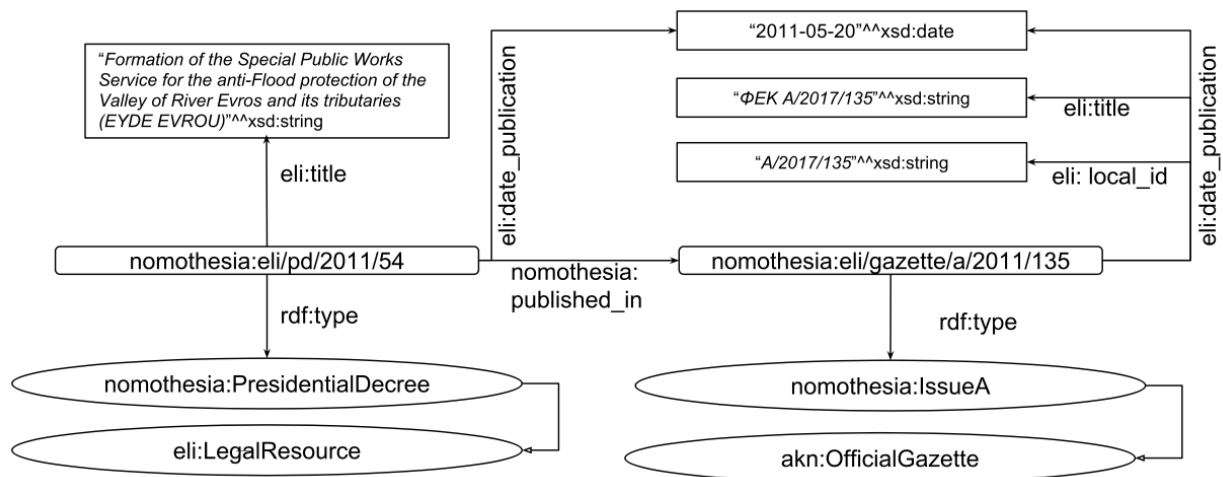 “2011-05-20”^^xsd:date
“Formation of the Special Public Works
Service for the anti-Flood protection of the
Valley of River Evros and its tributaries
(EYDE EVROU)”^^xsd:string
eli:date_publication
“ΦΕΚ Α/2017/135”^^xsd:string
eli:title
“A/2017/135”^^xsd:string
eli: local_id
eli:date_publication
eli:title
nomothesia:eli/pd/2011/54
nomothesia:
published_in
nomothesia:eli/gazette/a/2011/135
rdf:type
rdf:type
nomothesia:PresidentialDecree
nomothesia:IssueA
eli:LegalResource
akn:OfficialGazette